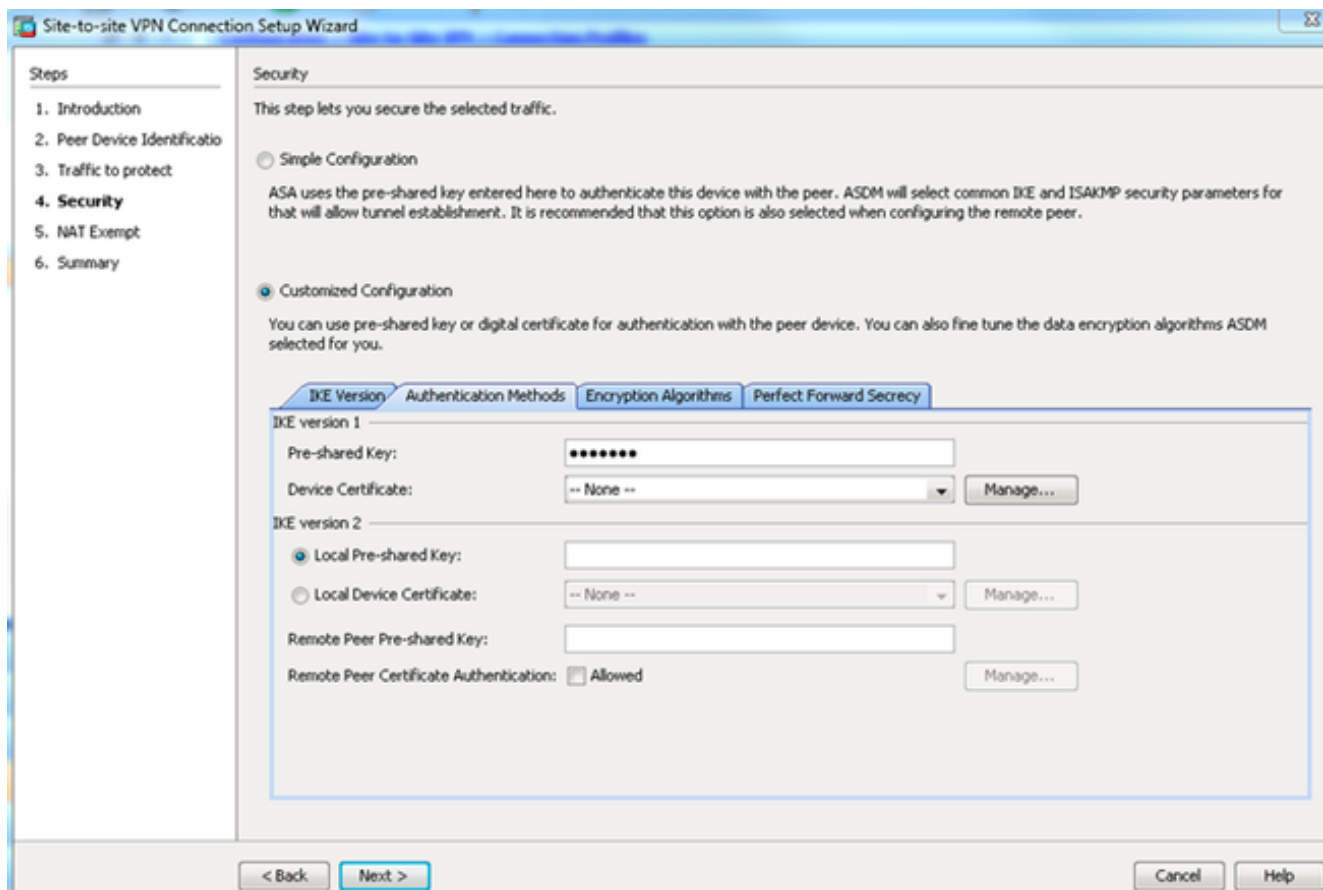 Site-to-site VPN Connection Setup Wizard
Steps
1. Introduction
2. Peer Device Identificatio
3. Traffic to protect
4. Security
5. NAT Exempt
6. Summary
Security
This step lets you secure the selected traffic.
Simple Configuration
ASA uses the pre-shared key entered here to authenticate this device with the peer. ASDM will select common IKE and ISAKMP security parameters for
that will allow tunnel establishment. It is recommended that this option is also selected when configuring the remote peer.
Customized Configuration
You can use pre-shared key or digital certificate for authentication with the peer device. You can also fine tune the data encryption algorithms ASDM
selected for you.
IKE Version Authentication Methods Encryption Algorithms Perfect Forward Secrecy
IKE version 1
Pre-shared Key: •••••••
Device Certificate: -- None -- Manage...
IKE version 2
Local Pre-shared Key:
Local Device Certificate: -- None -- Manage...
Remote Peer Pre-shared Key:
Remote Peer Certificate Authentication: Allowed Manage...
< Back Next > Cancel Help